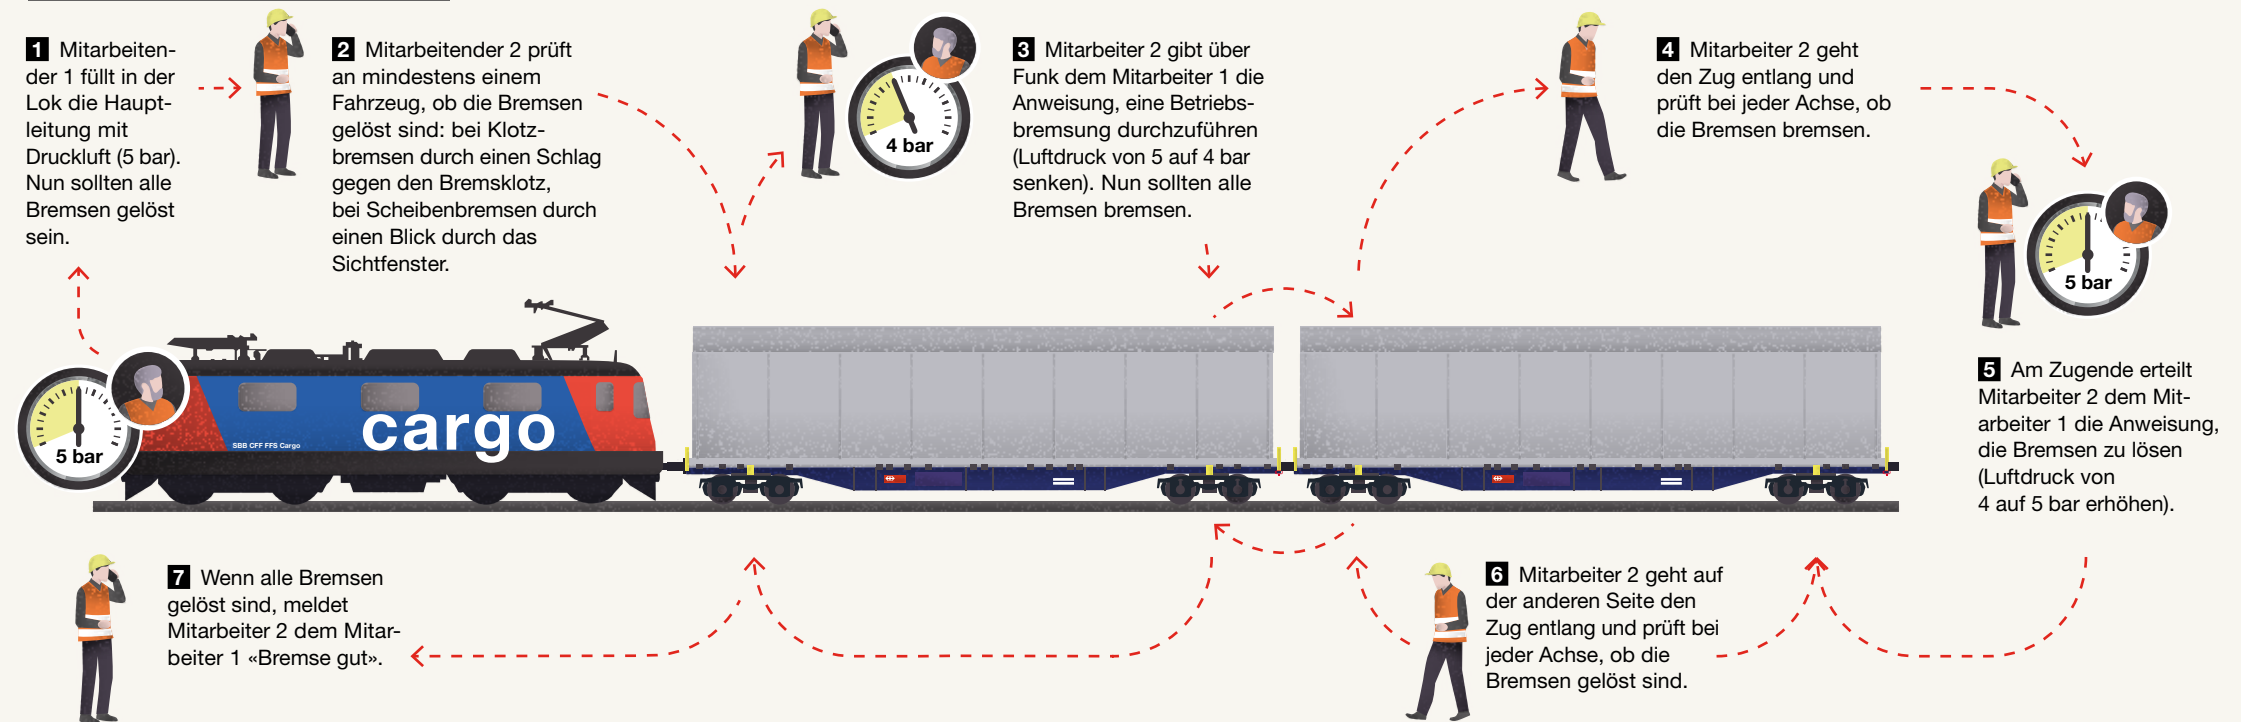 1 Mitarbeiten-
der 1 füllt in der
Lok die Haupt-
leitung mit
Druckluft (5 bar).
Nun sollten alle
Bremsen gelöst
sein.
2 Mitarbeitender 2 prüft
an mindestens einem
Fahrzeug, ob die Bremsen
gelöst sind: bei Klotz-
bremsen durch einen Schlag
gegen den Bremsklotz,
bei Scheibenbremsen durch
einen Blick durch das
Sichtfenster.
4 bar
3 Mitarbeiter 2 gibt über
Funk dem Mitarbeiter 1 die
Anweisung, eine Betriebs-
bremsung durchzuführen
(Luftdruck von 5 auf 4 bar
senken). Nun sollten alle
Bremsen bremsen.
4 Mitarbeiter 2 geht
den Zug entlang und
prüft bei jeder Achse, ob
die Bremsen bremsen.
5 bar
5 Am Zugende erteilt
Mitarbeiter 2 dem Mit-
arbeiter 1 die Anweisung,
die Bremsen zu lösen
(Luftdruck von
4 auf 5 bar erhöhen).
5 bar
SBB CFF FFS Cargo
cargo
6 Mitarbeiter 2 geht auf
der anderen Seite den
Zug entlang und prüft bei
jeder Achse, ob die
Bremsen gelöst sind.
7 Wenn alle Bremsen
gelöst sind, meldet
Mitarbeiter 2 dem Mitar-
beiter 1 «Bremse gut».